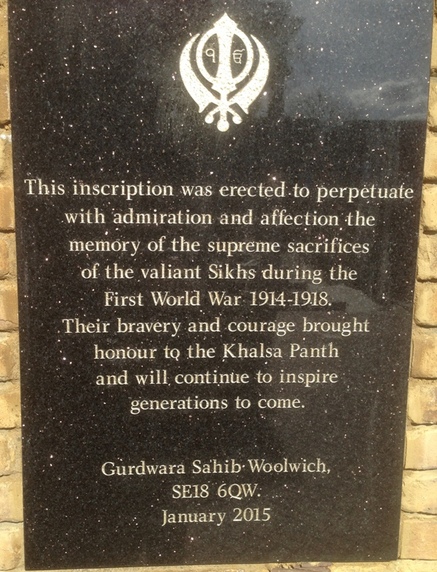 ੴ
This inscription was erected to perpetuate
with admiration and affection the
memory of the supreme sacrifices
of the valiant Sikhs during the
First World War 1914-1918.
Their bravery and courage brought
honour to the Khalsa Panth
and will continue to inspire
generations to come.
Gurdwara Sahib Woolwich,
SE18 6QW.
January 2015